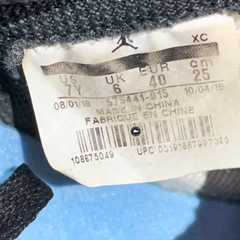 XC
US UK EUR cm
7Y 6 40 25
08/01/18 575441-015 10/04/18
MADE IN CHINA
FABRIQUE EN CHINE
108675049 UPC 00191887997369